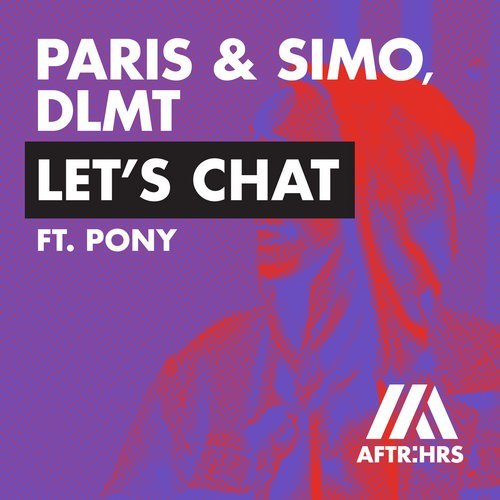 PARIS & SIMO,
DLMT
LET'S CHAT
FT. PONY
AFTR:HRS